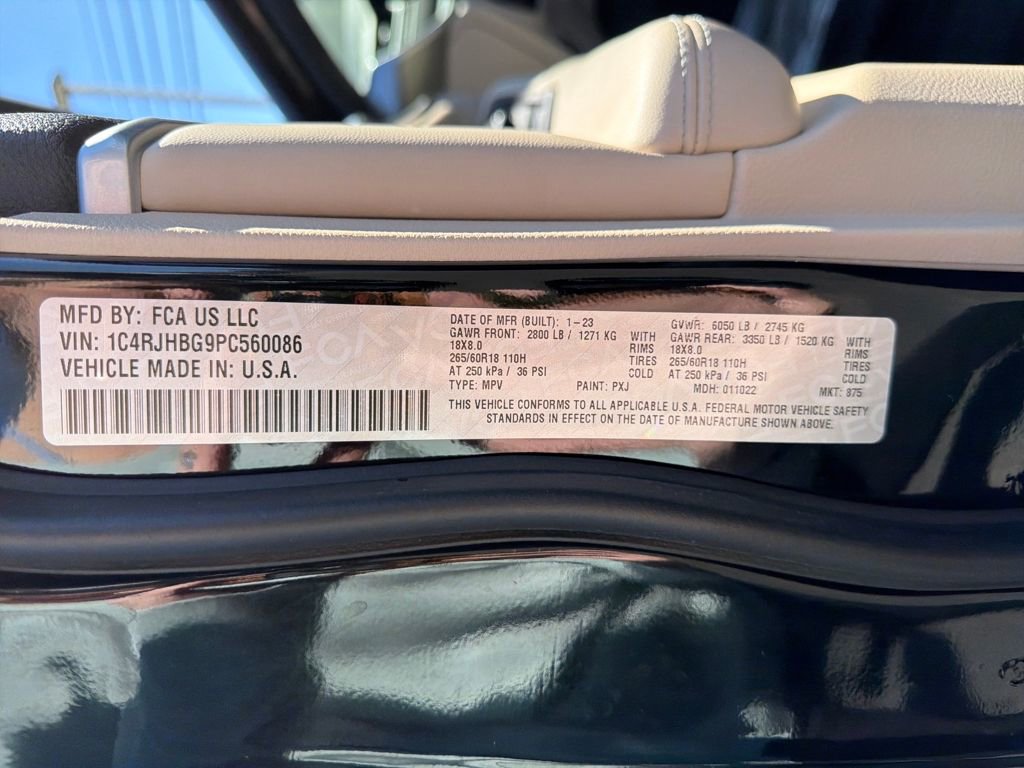 MFD BY: FCA US LLC
VIN: 1C4RJHBG9PC560086
VEHICLE MADE IN: U.S.A.
DATE OF MFR (BUILT): 1-23
GAWR FRONT: 2800 LB / 1271 KG WITH
18X8.0 RIMS
265/60R18 110H TIRES
AT 250 kPa / 36 PSI COLD
TYPE: MPV PAINT: PXJ
GVWR: 6050 LB / 2745 KG
GAWR REAR: 3350 LB / 1520 KG WITH
18X8.0 RIMS
265/60R18 110H TIRES
AT 250 kPa / 36 PSI COLD
MDH: 011022 MKT: 875
THIS VEHICLE CONFORMS TO ALL APPLICABLE U.S.A. FEDERAL MOTOR VEHICLE SAFETY
STANDARDS IN EFFECT ON THE DATE OF MANUFACTURE SHOWN ABOVE.